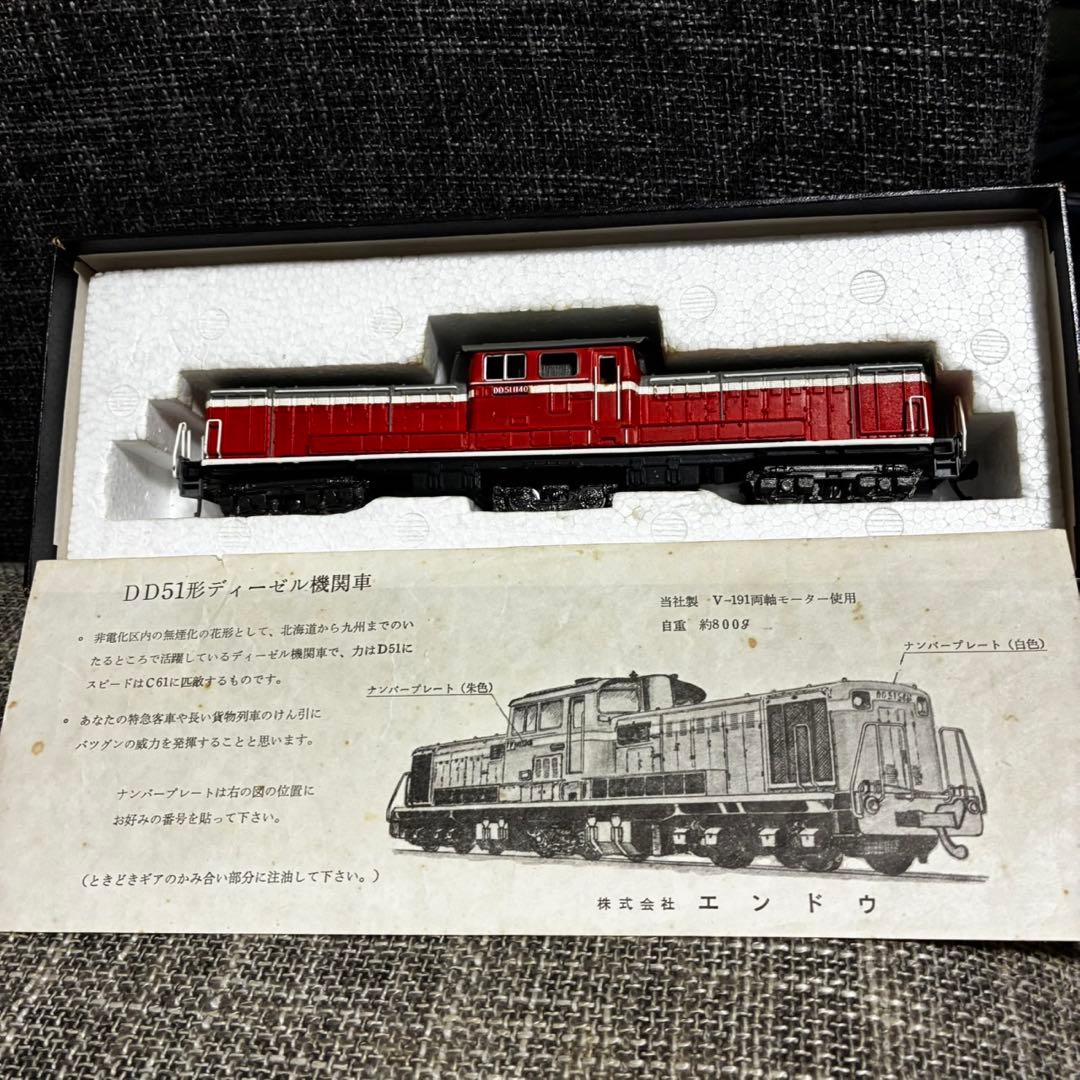 DD51 1140
DD51形ディーゼル機関車
。非電化区内の無煙化の花形として、北海道から九州までのい
たるところで活躍しているディーゼル機関車で、力はD51に
スピードはC61に匹敵するものです。
。あなたの特急客車や長い貨物列車のけん引に
バツグンの威力を発揮することと思います。
ナンバープレートは右の図の位置に
お好みの番号を貼って下さい。
(ときどきギアのかみ合い部分に注油して下さい。)
当社製 V-191両軸モーター使用
自重 約800g
ナンバープレート(白色)
ナンバープレート(朱色)
株式会社 エンドウ